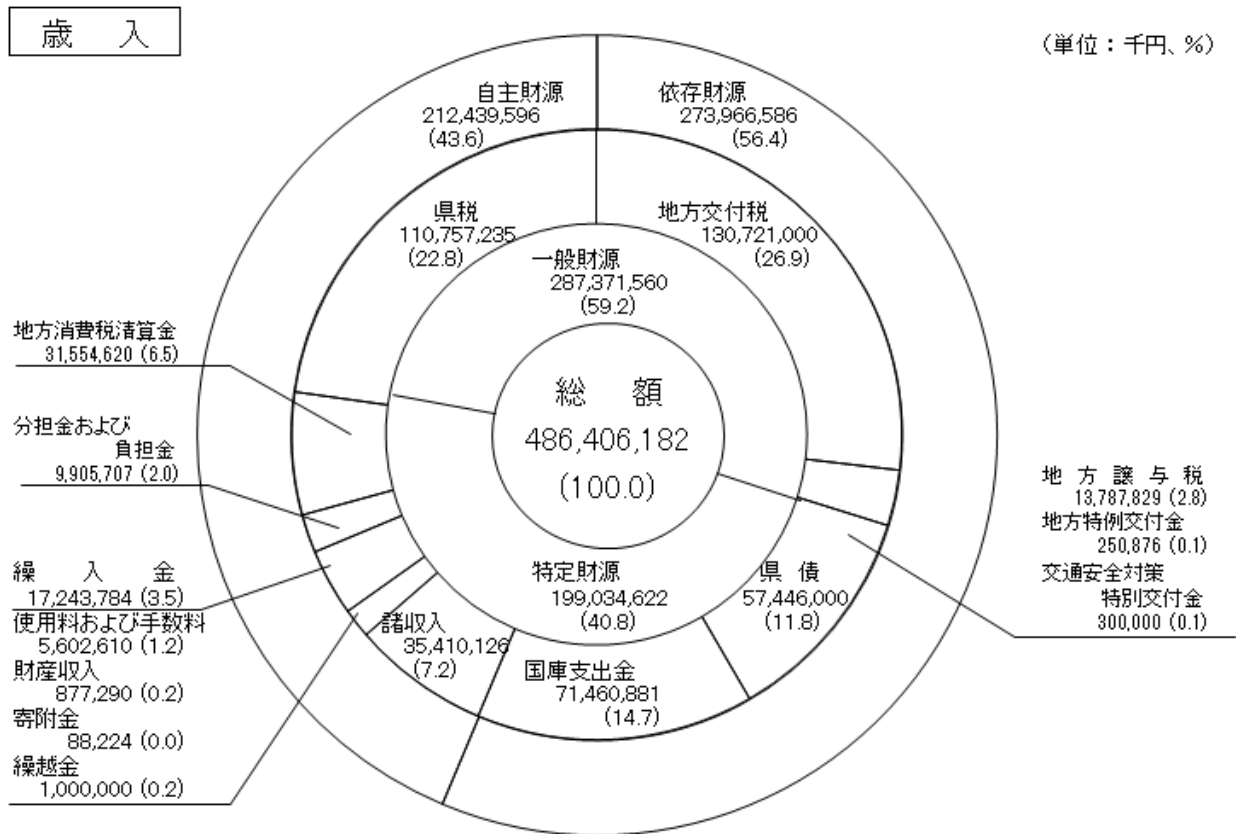 歳 入
（単位：千円、%）
自主財源
212,439,596
(43.6)
依存財源
273,966,586
(56.4)
県税
110,757,235
(22.8)
地方交付税
130,721,000
(26.9)
一般財源
287,371,560
(59.2)
地方消費税清算金
31,554,620 (6.5)
総 額
486,406,182
(100.0)
分担金および
負担金
9,905,707 (2.0)
地 方 譲 与 税
13,787,829 (2.8)
地方特例交付金
250,876 (0.1)
交通安全対策
特別交付金
300,000 (0.1)
繰 入 金
17,243,784 (3.5)
使用料および手数料
5,602,610 (1.2)
財産収入
877,290 (0.2)
寄附金
88,224 (0.0)
繰越金
1,000,000 (0.2)
特定財源
199,034,622
(40.8)
県 債
57,446,000
(11.8)
諸収入
35,410,126
(7.2)
国庫支出金
71,460,881
(14.7)